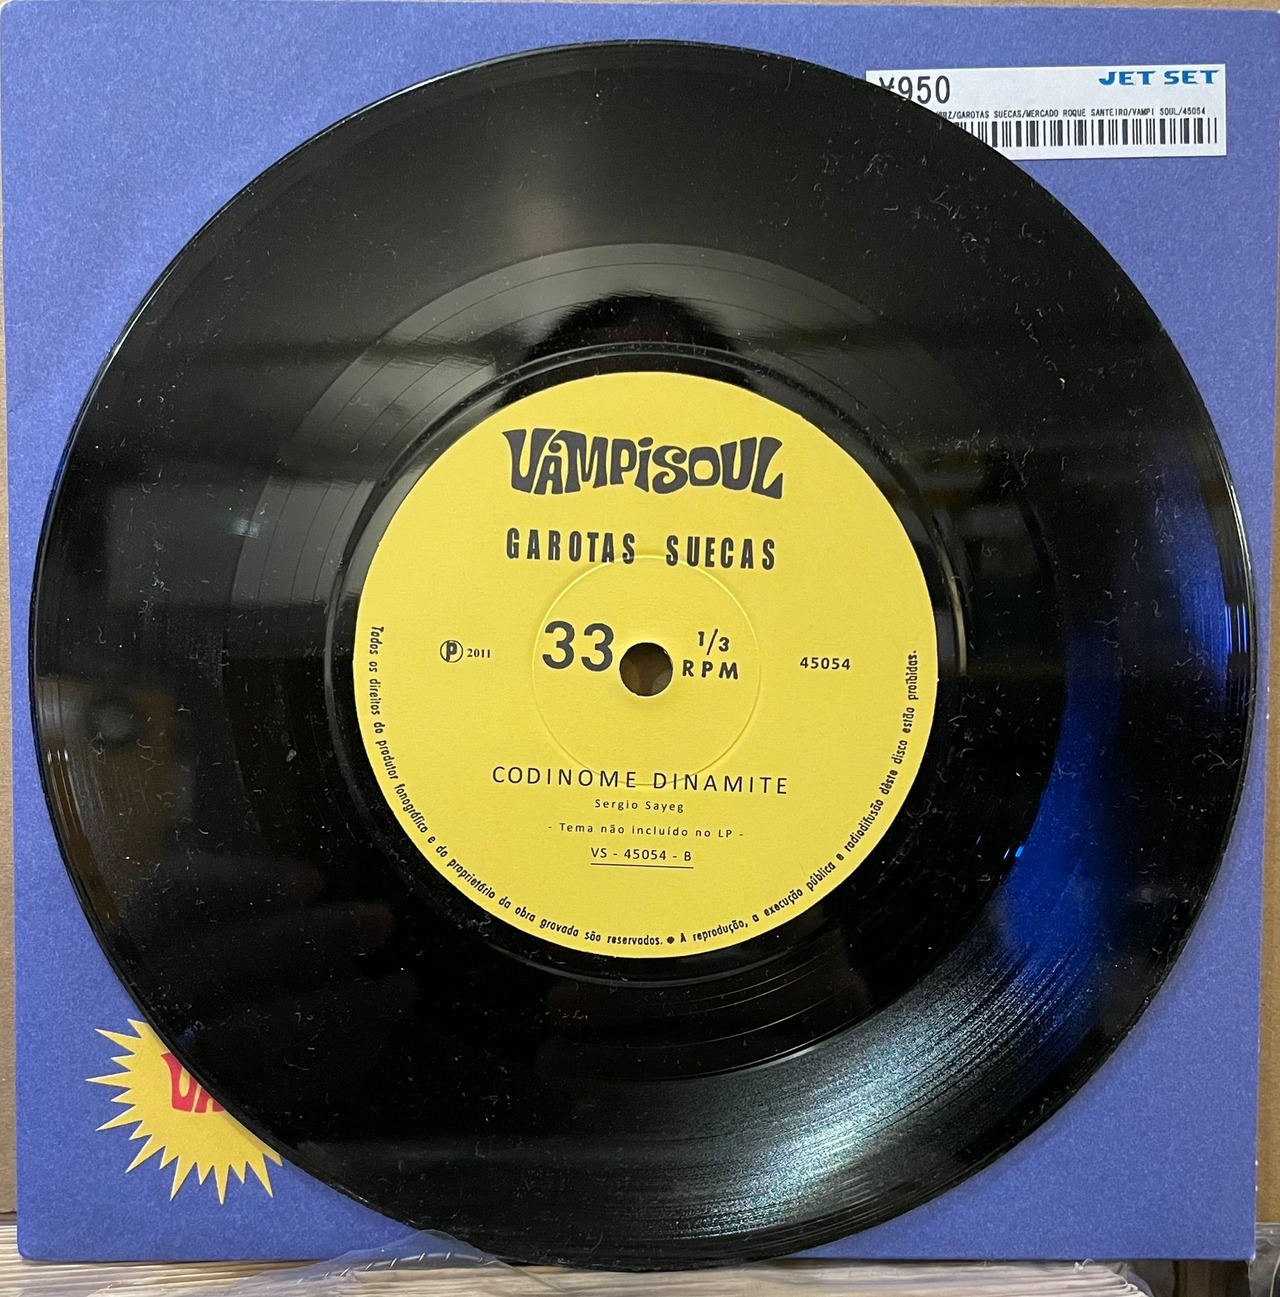 ¥950
JET SET
/GAROTAS SUECAS/MERCADO ROQUE SANTEIRO/VAMPI SOUL/45054
VAMPISOUL
GAROTAS SUECAS
℗ 2011
33 1/3 RPM
45054
CODINOME DINAMITE
Sergio Sayeg
- Tema não incluído no LP -
VS - 45054 - B
Todos os direitos do produtor fonográfico e do proprietário da obra gravada são reservados. ● A reprodução, a execução pública e radiodifusão dêste disco estão proibidas.